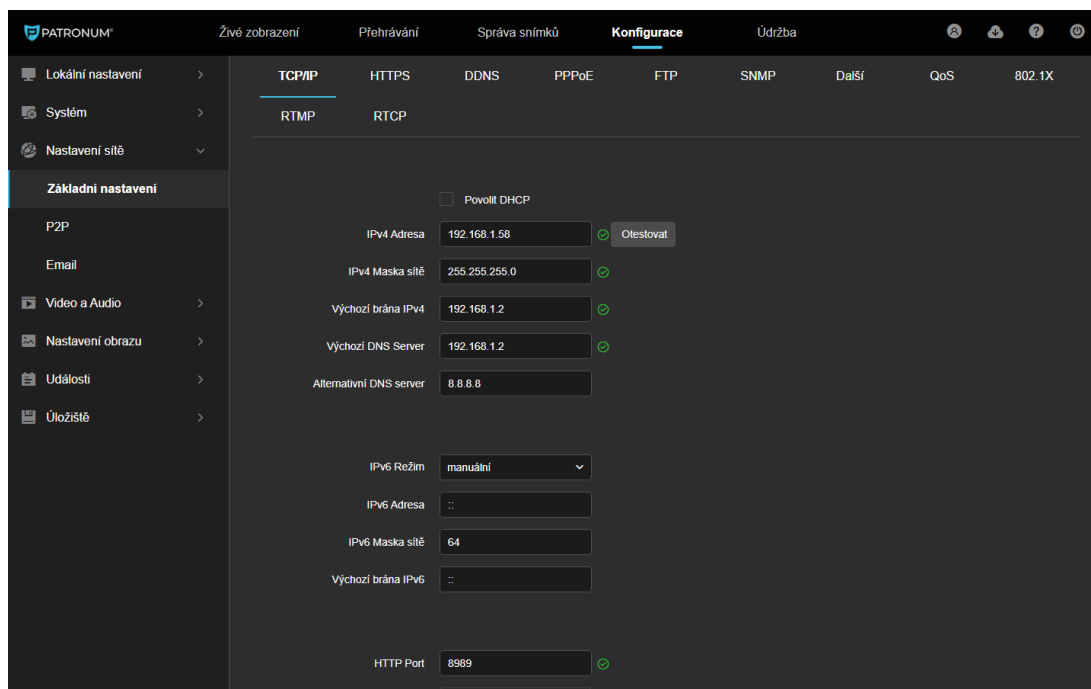 PATRONUM®
Živé zobrazení Přehrávání Správa snímků Konfigurace Údržba
Lokální nastavení
Systém
Nastavení sítě
Základní nastavení
P2P
Email
Video a Audio
Nastavení obrazu
Události
Úložiště
TCP/IP HTTPS DDNS PPPoE FTP SNMP Další QoS 802.1X
RTMP RTCP
Povolit DHCP
IPv4 Adresa 192.168.1.58 Otestovat
IPv4 Maska sítě 255.255.255.0
Výchozí brána IPv4 192.168.1.2
Výchozí DNS Server 192.168.1.2
Alternativní DNS server 8.8.8.8
IPv6 Režim manuální
IPv6 Adresa ::
IPv6 Maska sítě 64
Výchozí brána IPv6 ::
HTTP Port 8989